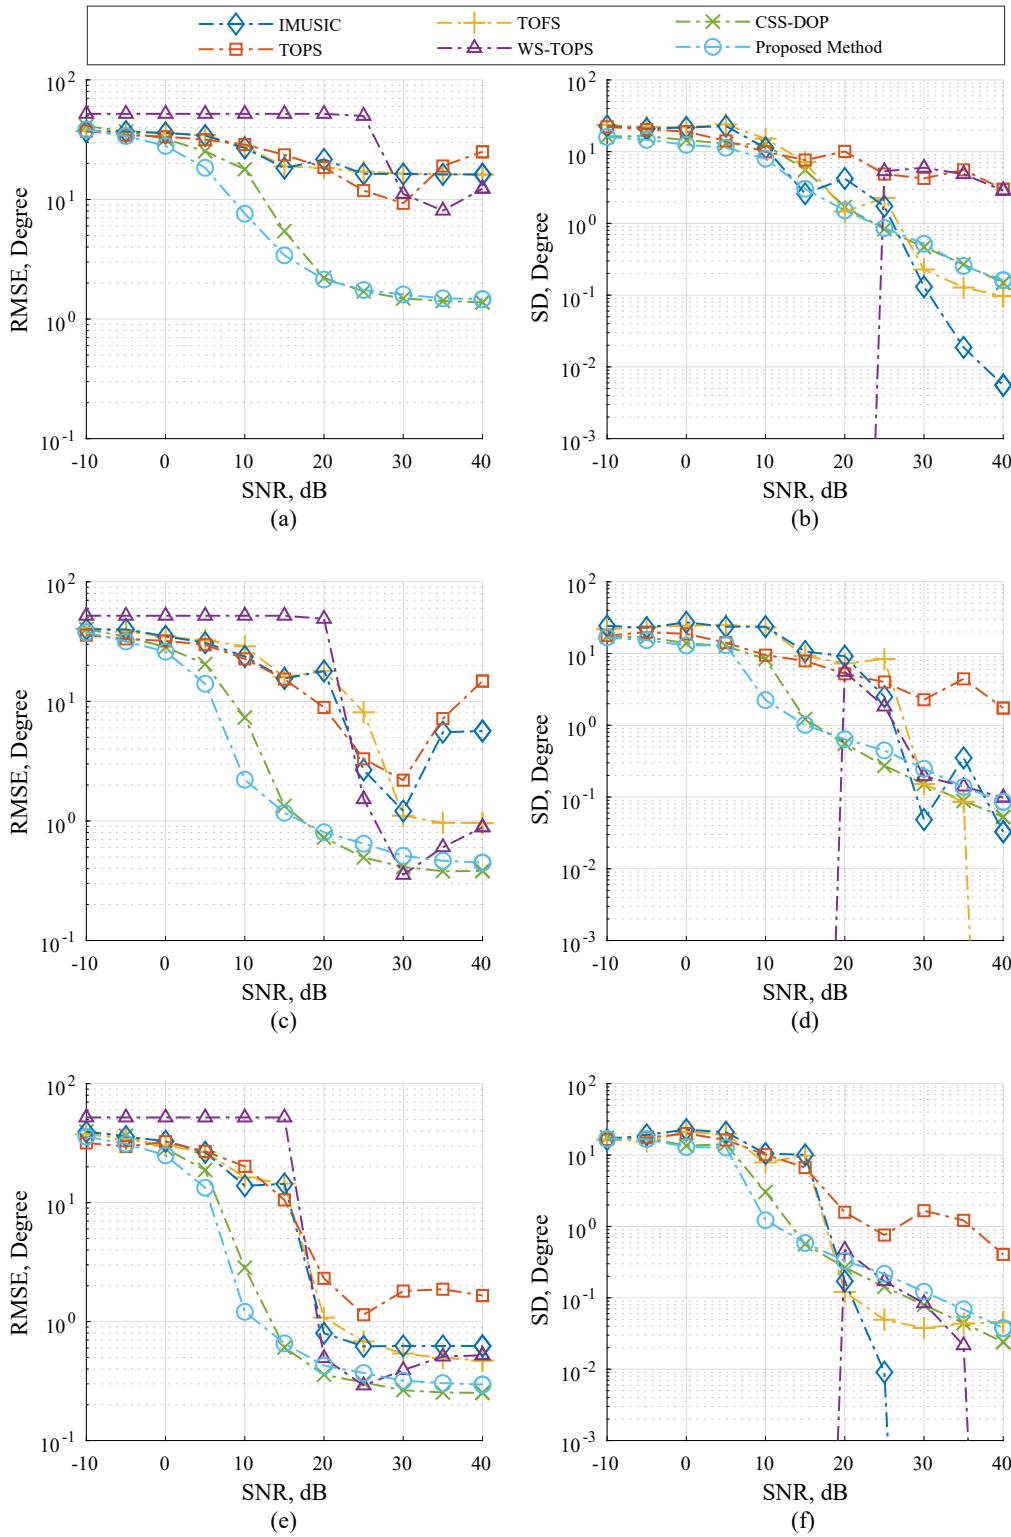 IMUSIC TOFS CSS-DOP
TOPS WS-TOPS Proposed Method
10^2
10^1
10^0
10^-1
RMSE, Degree
-10 0 10 20 30 40
SNR, dB
(a)
10^2
10^1
10^0
10^-1
10^-2
10^-3
SD, Degree
-10 0 10 20 30 40
SNR, dB
(b)
10^2
10^1
10^0
10^-1
RMSE, Degree
-10 0 10 20 30 40
SNR, dB
(c)
10^2
10^1
10^0
10^-1
10^-2
10^-3
SD, Degree
-10 0 10 20 30 40
SNR, dB
(d)
10^2
10^1
10^0
10^-1
RMSE, Degree
-10 0 10 20 30 40
SNR, dB
(e)
10^2
10^1
10^0
10^-1
10^-2
10^-3
SD, Degree
-10 0 10 20 30 40
SNR, dB
(f)